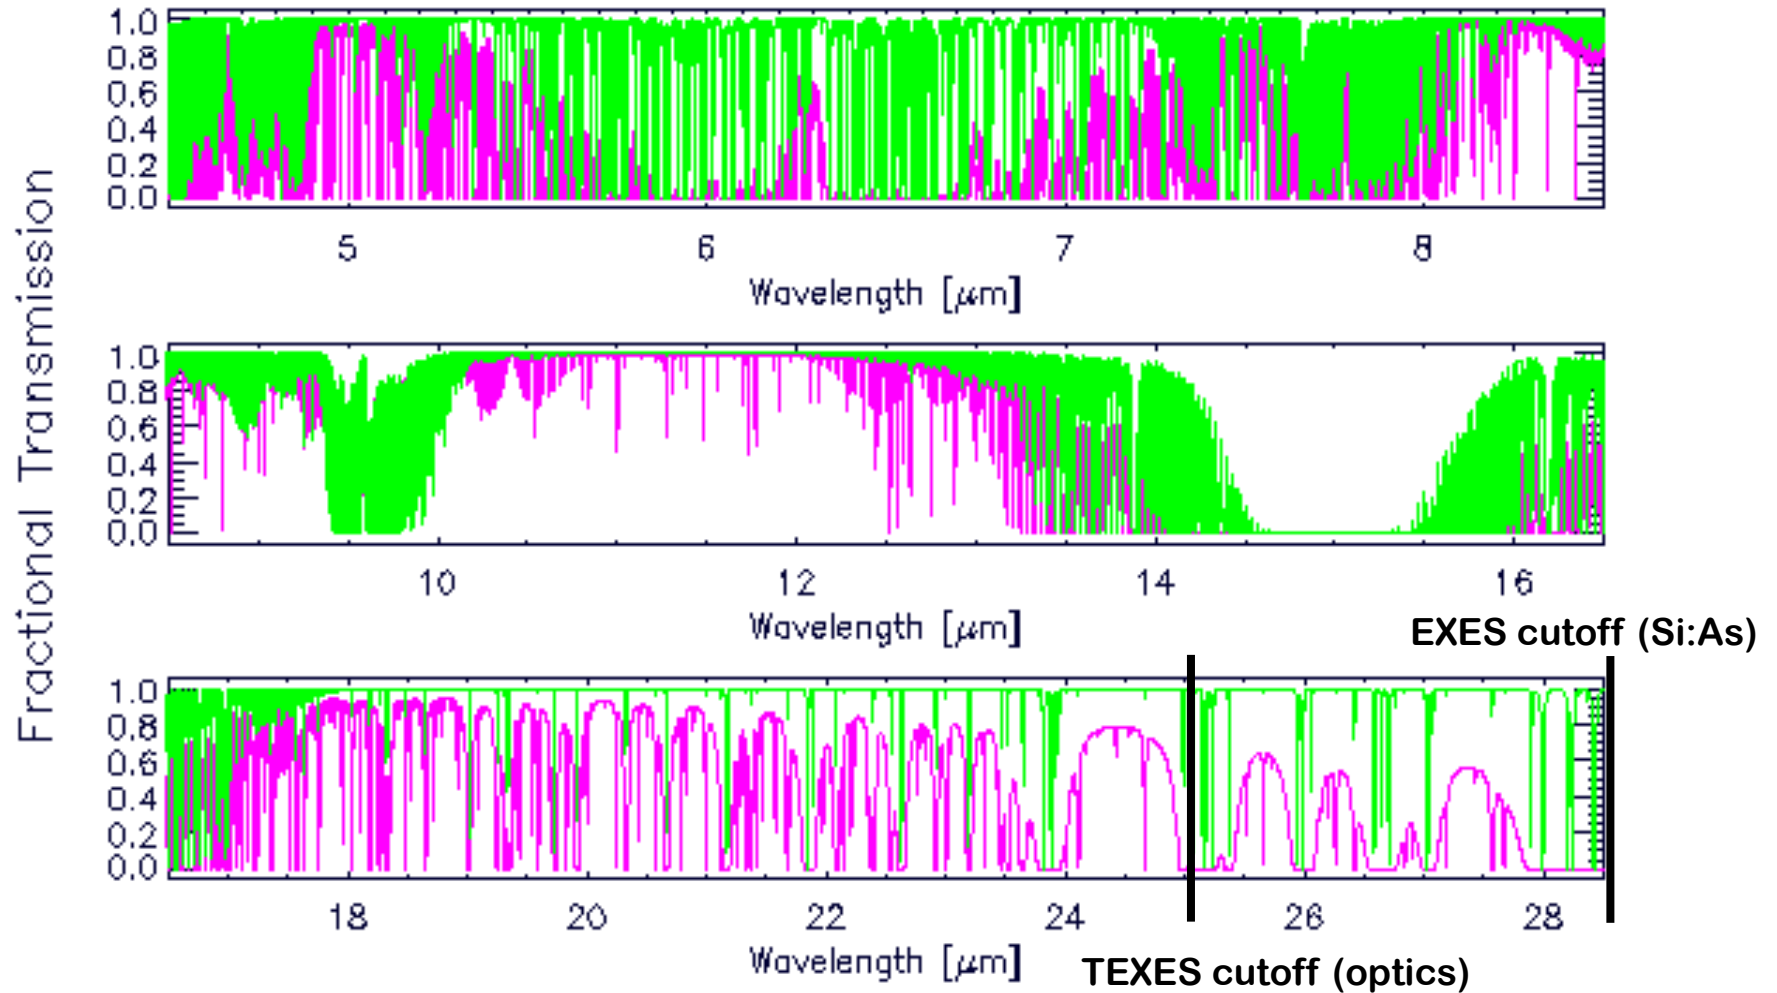 Fractional Transmission
1.0
0.8
0.6
0.4
0.2
0.0
5 6 7 8
Wavelength [μm]
1.0
0.8
0.6
0.4
0.2
0.0
10 12 14 16
Wavelength [μm]
EXES cutoff (Si:As)
1.0
0.8
0.6
0.4
0.2
0.0
18 20 22 24 26 28
Wavelength [μm]
TEXES cutoff (optics)